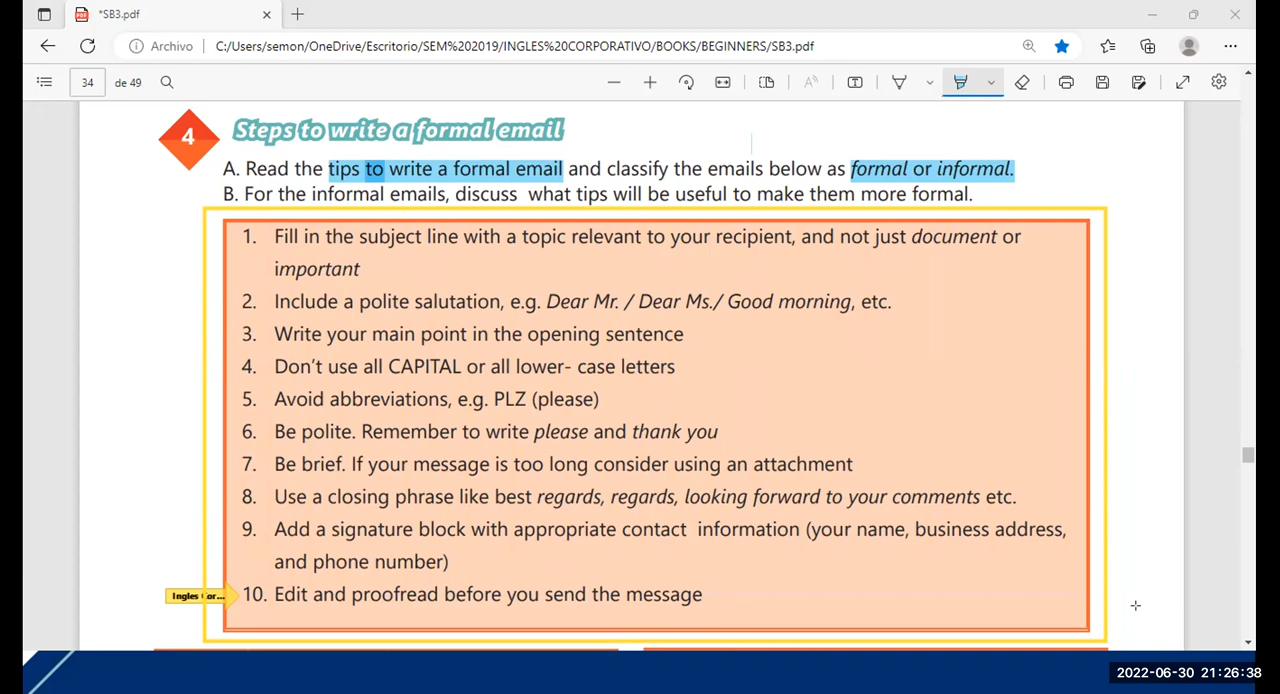 *SB3.pdf
Archivo
C:/Users/semon/OneDrive/Escritorio/SEM%202019/INGLES%20CORPORATIVO/BOOKS/BEGINNERS/SB3.pdf
34 de 49
4 Steps to write a formal email
A. Read the tips to write a formal email and classify the emails below as formal or informal.
B. For the informal emails, discuss what tips will be useful to make them more formal.
1. Fill in the subject line with a topic relevant to your recipient, and not just document or
important
2. Include a polite salutation, e.g. Dear Mr. / Dear Ms./ Good morning, etc.
3. Write your main point in the opening sentence
4. Don't use all CAPITAL or all lower- case letters
5. Avoid abbreviations, e.g. PLZ (please)
6. Be polite. Remember to write please and thank you
7. Be brief. If your message is too long consider using an attachment
8. Use a closing phrase like best regards, regards, looking forward to your comments etc.
9. Add a signature block with appropriate contact information (your name, business address,
and phone number)
Ingles Cor...
10. Edit and proofread before you send the message
2022-06-30 21:26:38